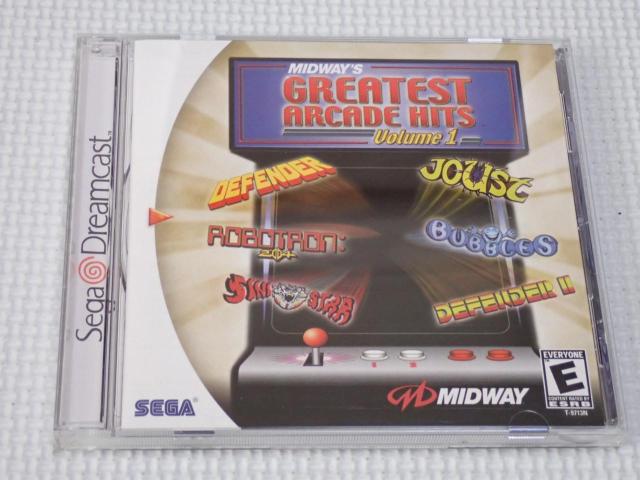 Sega Dreamcast™
MIDWAY'S
GREATEST
ARCADE HITS
Volume 1
DEFENDER
JOUST
ROBOTRON:
2084
BUBBLES
SINISTAR
DEFENDER II
SEGA
MIDWAY
EVERYONE
E
CONTENT RATED BY
ESRB
T-9713N